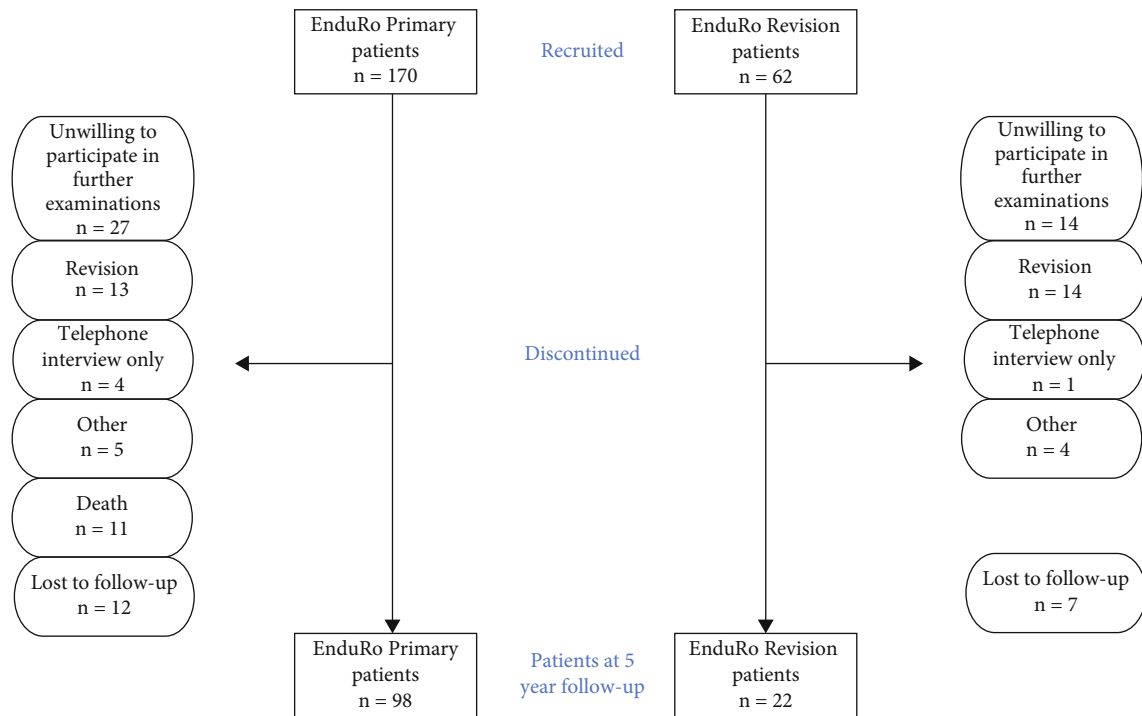 EnduRo Primary
patients
n = 170
Recruited
EnduRo Revision
patients
n = 62
Unwilling to
participate in
further
examinations
n = 27
Revision
n = 13
Telephone
interview only
n = 4
Other
n = 5
Death
n = 11
Lost to follow-up
n = 12
Discontinued
Unwilling to
participate in
further
examinations
n = 14
Revision
n = 14
Telephone
interview only
n = 1
Other
n = 4
Lost to follow-up
n = 7
EnduRo Primary
patients
n = 98
Patients at 5
year follow-up
EnduRo Revision
patients
n = 22